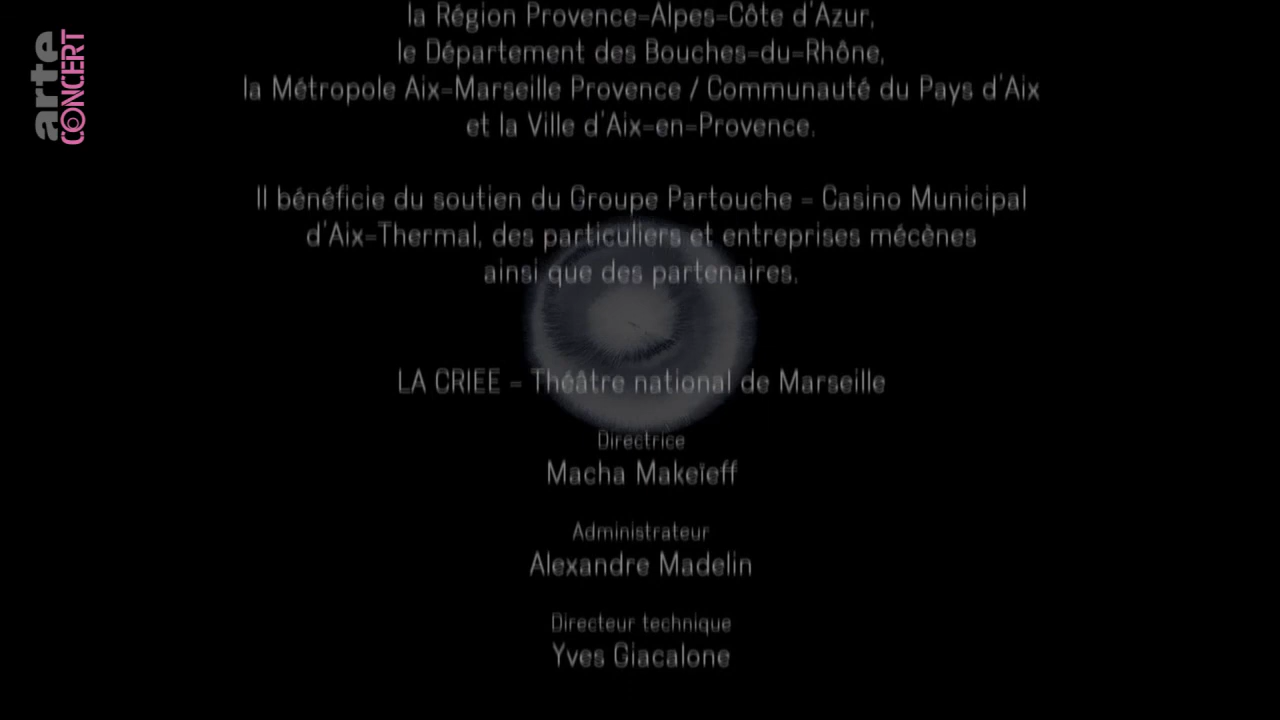 arte
CONCERT
la Région Provence-Alpes-Côte d'Azur,
le Département des Bouches-du-Rhône,
la Métropole Aix-Marseille Provence / Communauté du Pays d'Aix
et la Ville d'Aix-en-Provence.
Il bénéficie du soutien du Groupe Partouche - Casino Municipal
d'Aix-Thermal, des particuliers et entreprises mécènes
ainsi que des partenaires.
LA CRIEE - Théâtre national de Marseille
Directrice
Macha Makeïeff
Administrateur
Alexandre Madelin
Directeur technique
Yves Giacalone